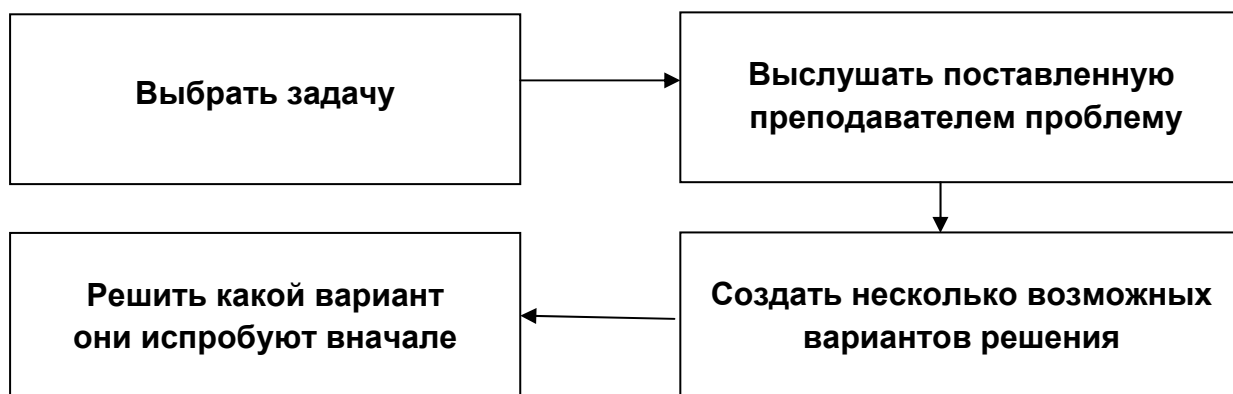 Выбрать задачу
Выслушать поставленную
преподавателем проблему
Создать несколько возможных
вариантов решения
Решить какой вариант
они испробуют вначале